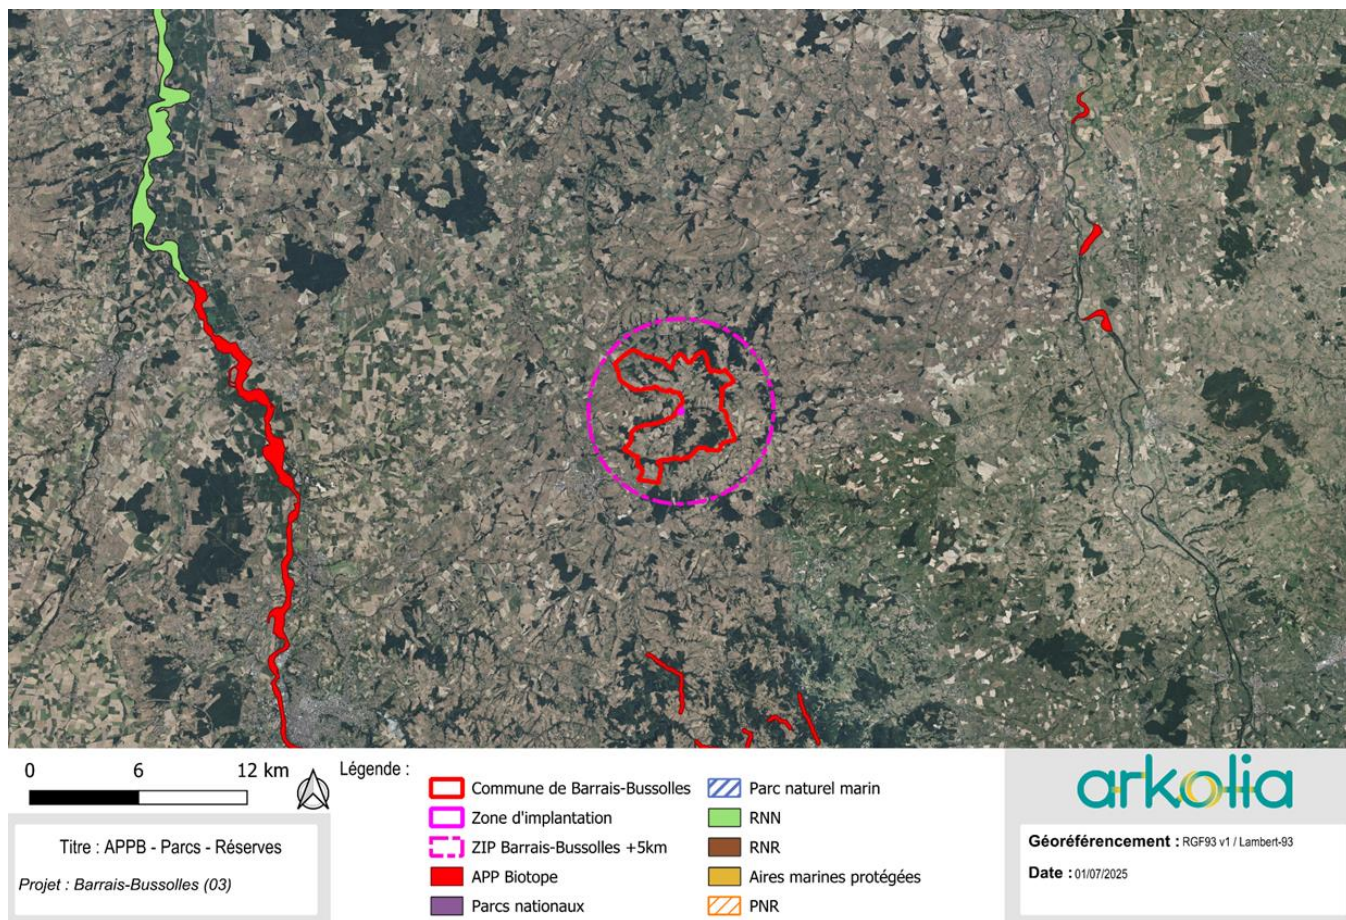 0 6 12 km
Légende :
Commune de Barrais-Bussolles
Zone d'implantation
ZIP Barrais-Bussolles +5km
APP Biotope
Parcs nationaux
Parc naturel marin
RNN
RNR
Aires marines protégées
PNR
Titre : APPB - Parcs - Réserves
Projet : Barrais-Bussolles (03)
arkolia
Géoréférencement : RGF93 v1 / Lambert-93
Date : 01/07/2025